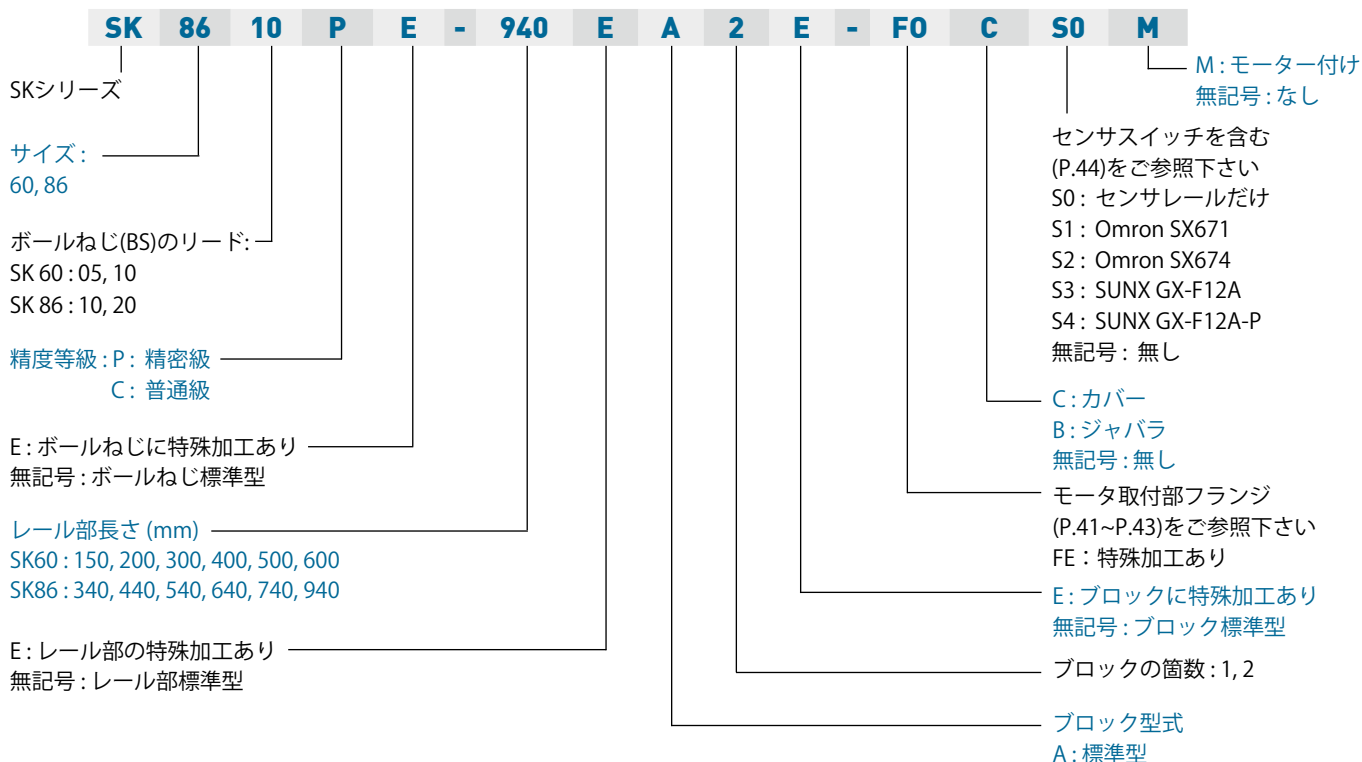 SK 86 10 P E - 940 E A 2 E - F0 C S0 M
SKシリーズ
サイズ :
60, 86
ボールねじ(BS)のリード:
SK 60 : 05, 10
SK 86 : 10, 20
精度等級 : P : 精密級
C : 普通級
E : ボールねじに特殊加工あり
無記号 : ボールねじ標準型
レール部長さ (mm)
SK60 : 150, 200, 300, 400, 500, 600
SK86 : 340, 440, 540, 640, 740, 940
E : レール部の特殊加工あり
無記号 : レール部標準型
M : モーター付け
無記号 : なし
センサスイッチを含む
(P.44)をご参照下さい
S0 : センサレールだけ
S1 : Omron SX671
S2 : Omron SX674
S3 : SUNX GX-F12A
S4 : SUNX GX-F12A-P
無記号 : 無し
C : カバー
B : ジャバラ
無記号 : 無し
モータ取付部フランジ
(P.41~P.43)をご参照下さい
FE：特殊加工あり
E : ブロックに特殊加工あり
無記号 : ブロック標準型
ブロックの箇数 : 1, 2
ブロック型式
A : 標準型